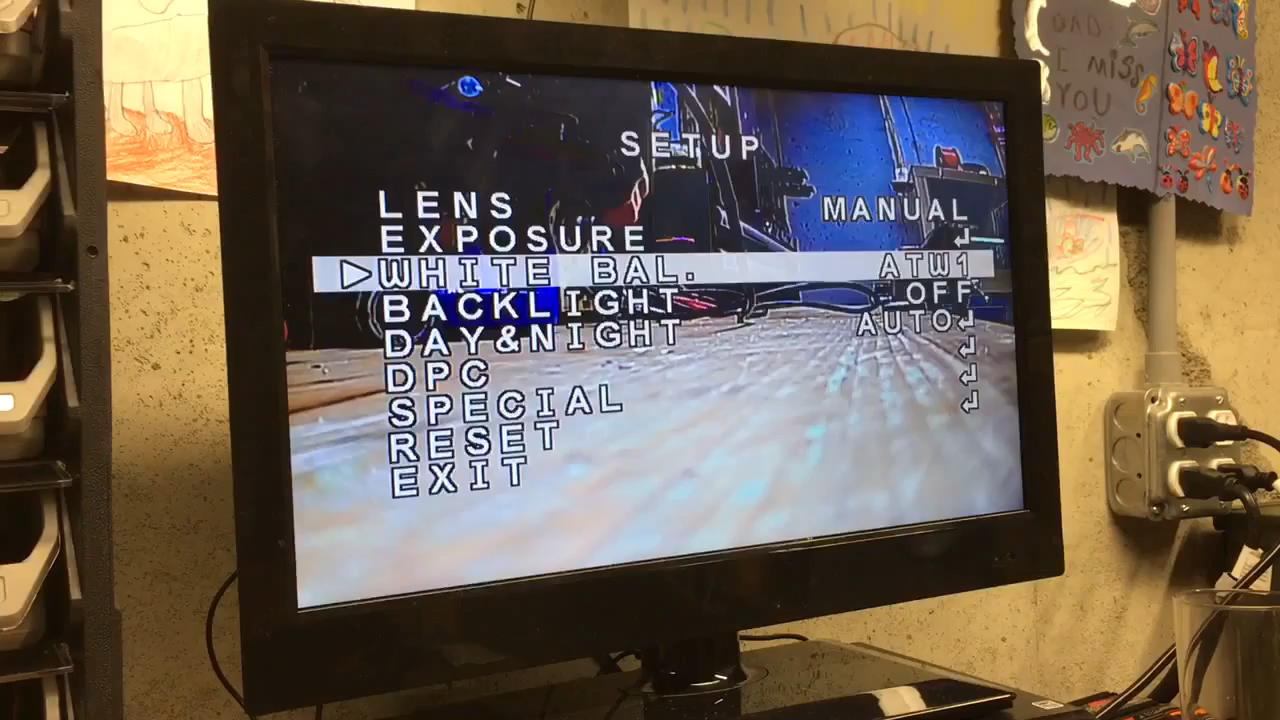 DAD
I miss
YOU
SETUP
LENS MANUAL
EXPOSURE ↵
▷WHITE BAL. ATW1
BACKLIGHT OFF
DAY&NIGHT AUTO↵
DPC ↵
SPECIAL ↵
RESET ↵
EXIT